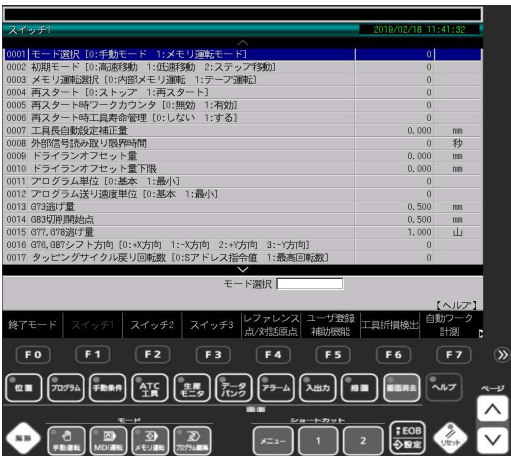 スイッチ1 2019/02/18 11:41:32
0001 モード選択 [0:手動モード 1:メモリ運転モード] 0
0002 初期モード [0:高速移動 1:低速移動 2:ステップ移動] 0
0003 メモリ運転選択 [0:内部メモリ運転 1:テープ運転] 0
0004 再スタート [0:ストップ 1:再スタート] 0
0005 再スタート時ワークカウンタ [0:無効 1:有効] 0
0006 再スタート時工具寿命管理 [0:しない 1:する] 0
0007 工具長自動設定補正量 0.000 mm
0008 外部信号読み取り限界時間 0 秒
0009 ドライランオフセット量 0.000 mm
0010 ドライランオフセット量下限 0.000 mm
0011 プログラム単位 [0:基本 1:最小] 0
0012 プログラム送り速度単位 [0:基本 1:最小] 0
0013 G73逃げ量 0.500 mm
0014 G83切削開始点 0.500 mm
0015 G77,G78逃げ量 1.000 山
0016 G76,G87シフト方向 [0:+X方向 1:-X方向 2:+Y方向 3:-Y方向] 0
0017 タッピングサイクル戻り回転数 [0:Sアドレス指令値 1:最高回転数] 0
モード選択
【ヘルプ】
終了モード スイッチ1 スイッチ2 スイッチ3 レファレンス点/対話原点 ユーザ登録補助機能 工具折損検出 自動ワーク計測
F0 F1 F2 F3 F4 F5 F6 F7
位置 プログラム 手動条件 ATC工具 生産モニタ データバンク アラーム 入出力 描画 画面消去 ヘルプ ページ
画面
モード ショートカット
解除 手動運転 MDI運転 メモリ運転 プログラム編集 メニュー 1 2 EOB 設定 リセット